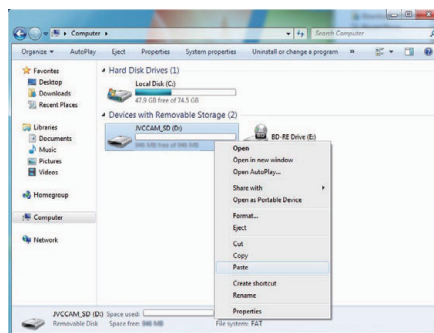 Computer
Search Computer
Organize AutoPlay Eject Properties System properties Uninstall or change a program »
Favorites
Desktop
Downloads
Recent Places
Libraries
Documents
Music
Pictures
Videos
Homegroup
Computer
Network
Hard Disk Drives (1)
Local Disk (C:)
47.9 GB free of 74.5 GB
Devices with Removable Storage (2)
JVCCAM_SD (D:)
BD-RE Drive (E:)
Open
Open in new window
Open AutoPlay...
Share with
Open as Portable Device
Format...
Eject
Cut
Copy
Paste
Create shortcut
Rename
Properties
JVCCAM_SD (D:) Space used:
Removable Disk Space free: File system: FAT